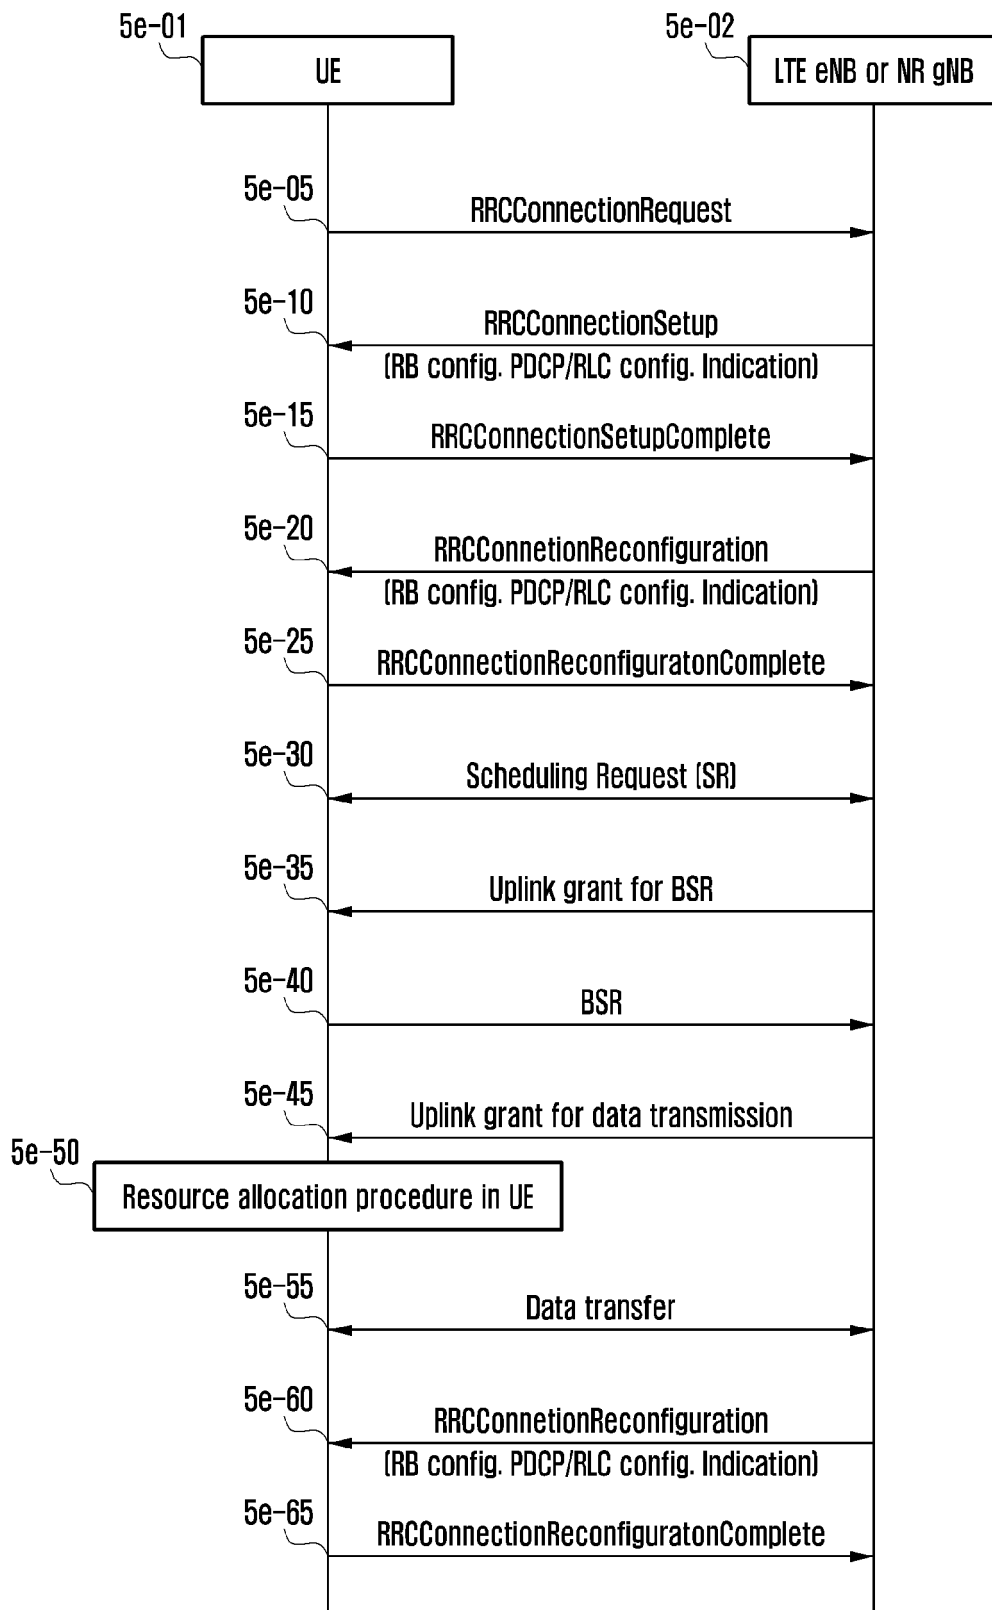 5e-01
5e-02
UE
LTE eNB or NR gNB
5e-05
RRCConnectionRequest
5e-10
RRCConnectionSetup
(RB config. PDCP/RLC config. Indication)
5e-15
RRCConnectionSetupComplete
5e-20
RRCConnetionReconfiguration
(RB config. PDCP/RLC config. Indication)
5e-25
RRCConnectionReconfiguratonComplete
5e-30
Scheduling Request (SR)
5e-35
Uplink grant for BSR
5e-40
BSR
5e-45
Uplink grant for data transmission
5e-50
Resource allocation procedure in UE
5e-55
Data transfer
5e-60
RRCConnetionReconfiguration
(RB config. PDCP/RLC config. Indication)
5e-65
RRCConnectionReconfiguratonComplete